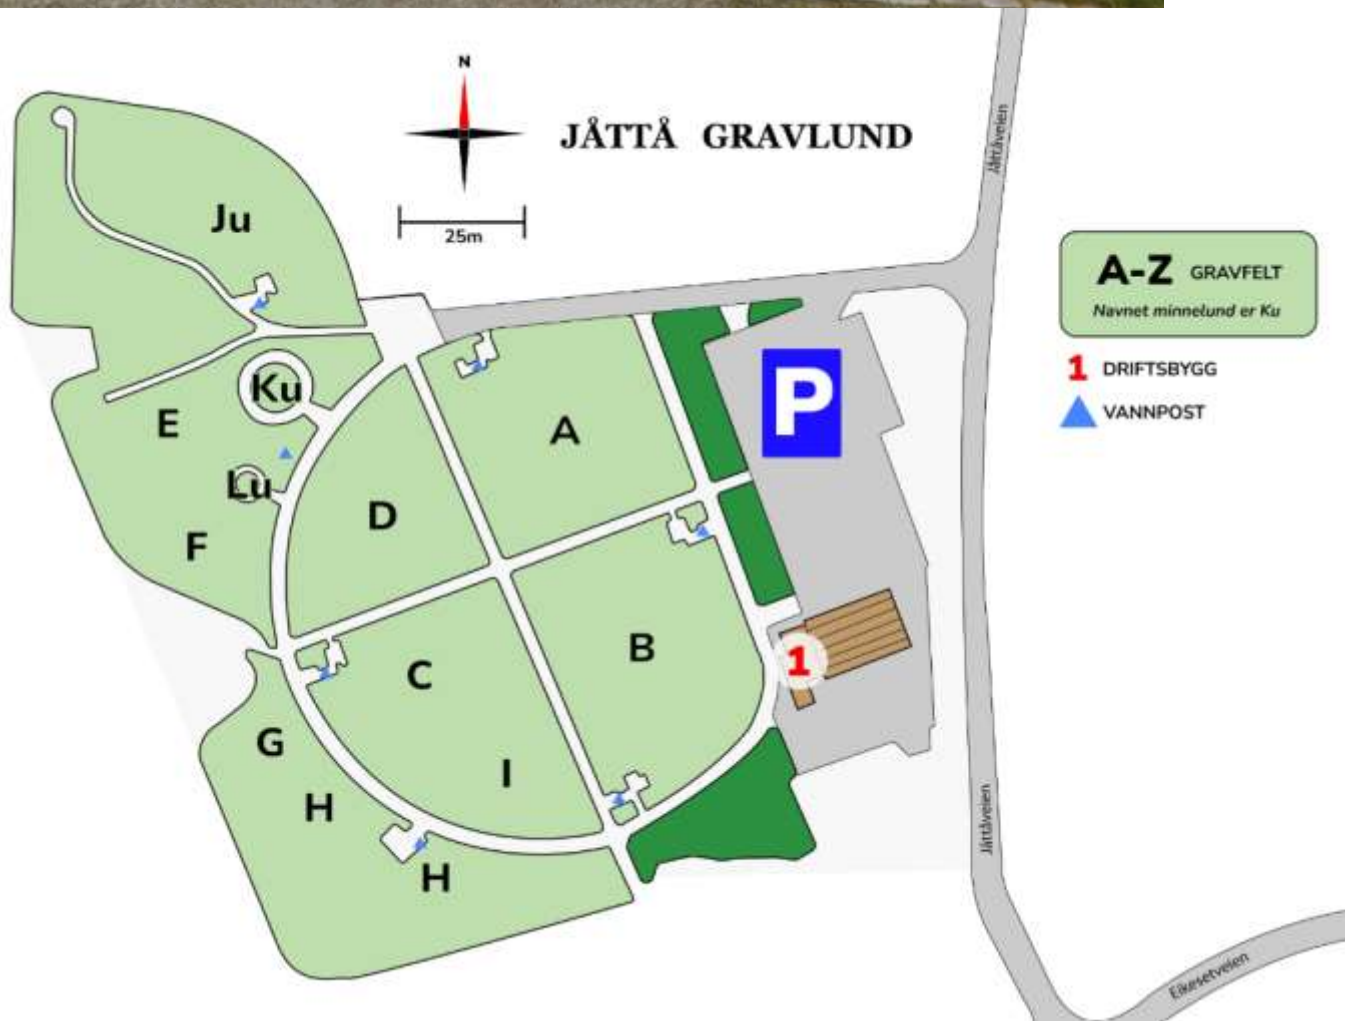 N
JÅTTÅ GRAVLUND
25m
Jåttåveien
A-Z GRAVFELT
Navnet minnelund er Ku
1 DRIFTSBYGG
VANNPOST
P
Ju
Ku
E
A
Lu
D
F
B
1
C
G
I
H
H
Jåttåveien
Eikesetveien